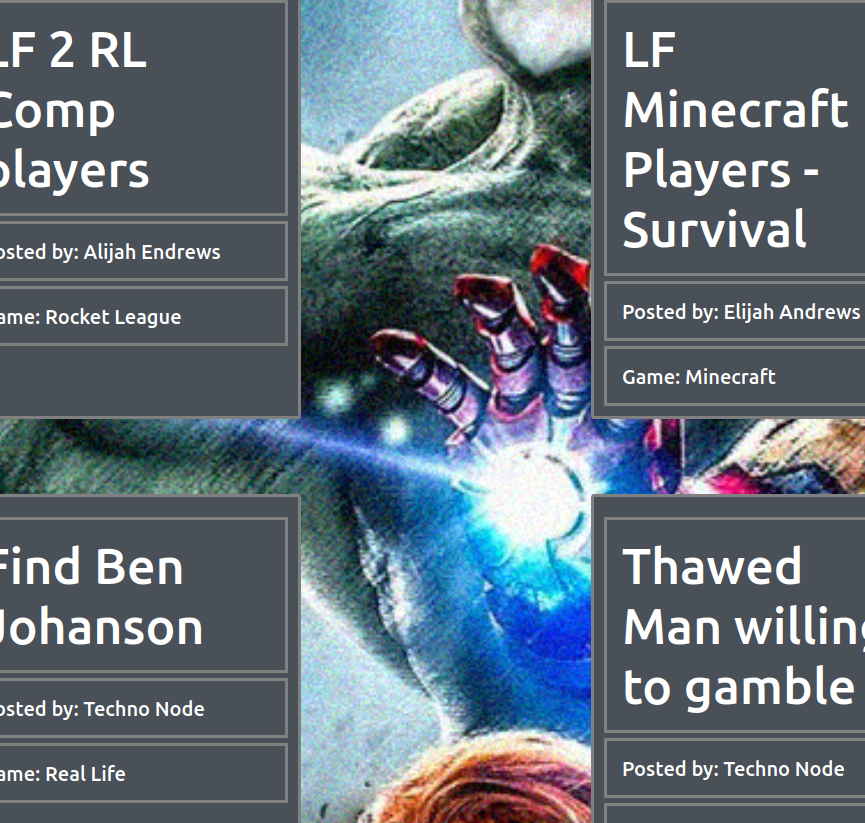 LF 2 RL
Comp
players
osted by: Alijah Endrews
ame: Rocket League
LF
Minecraft
Players -
Survival
Posted by: Elijah Andrews
Game: Minecraft
Find Ben
Johanson
osted by: Techno Node
ame: Real Life
Thawed
Man willing
to gamble
Posted by: Techno Node